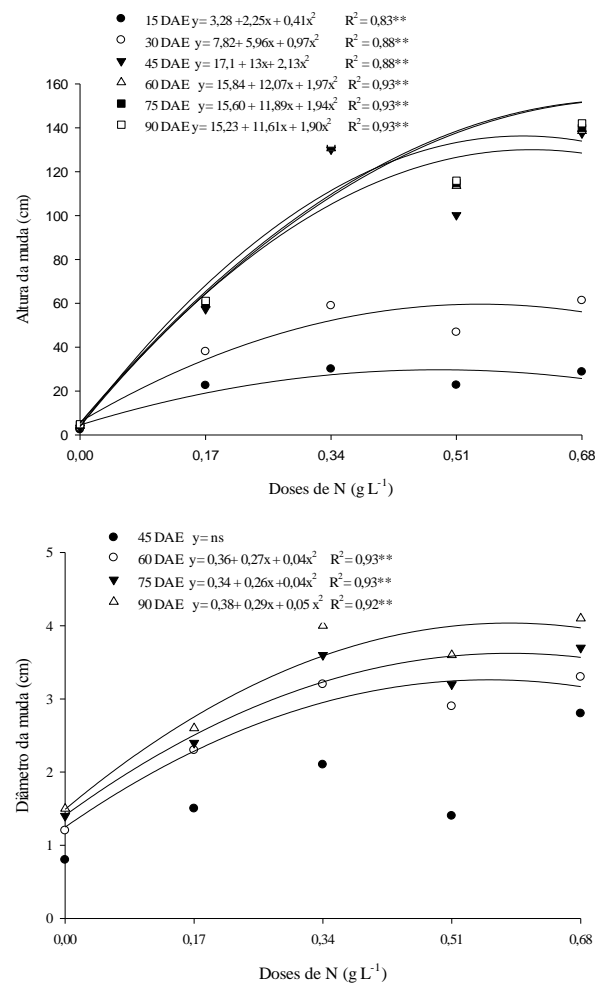 15 DAE y= 3,28 +2,25x + 0,41x² R²= 0,83**
30 DAE y= 7,82+ 5,96x + 0,97x² R²= 0,88**
45 DAE y= 17,1 + 13x+ 2,13x² R²= 0,88**
60 DAE y= 15,84 + 12,07x + 1,97x² R²= 0,93**
75 DAE y= 15,60 + 11,89x + 1,94x² R²= 0,93**
90 DAE y= 15,23 + 11,61x + 1,90x² R²= 0,93**
Altura da muda (cm)
160
140
120
100
80
60
40
20
0
0,00 0,17 0,34 0,51 0,68
Doses de N (g L⁻¹)
45 DAE y= ns
60 DAE y= 0,36+ 0,27x + 0,04x² R²= 0,93**
75 DAE y= 0,34 + 0,26x +0,04x² R²= 0,93**
90 DAE y= 0,38+ 0,29x + 0,05 x² R²= 0,92**
Diâmetro da muda (cm)
5
4
3
2
1
0
0,00 0,17 0,34 0,51 0,68
Doses de N (g L⁻¹)